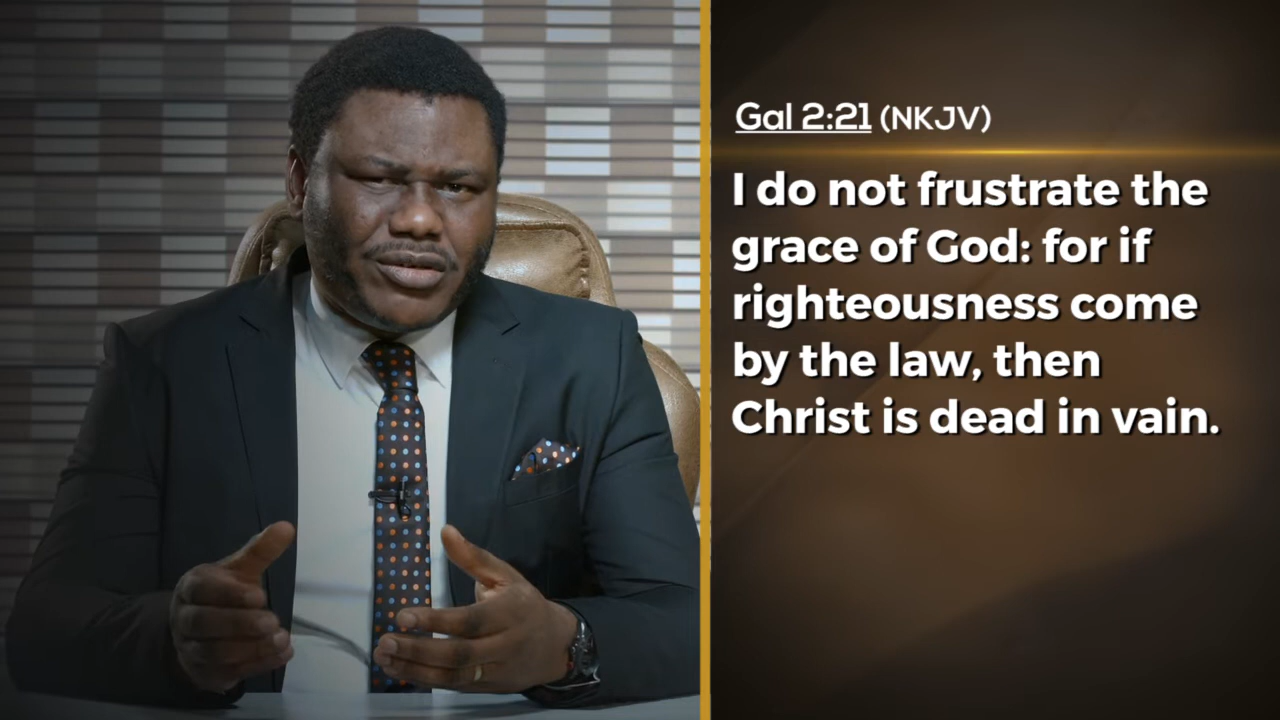 Gal 2:21 (NKJV)
I do not frustrate the
grace of God: for if
righteousness come
by the law, then
Christ is dead in vain.